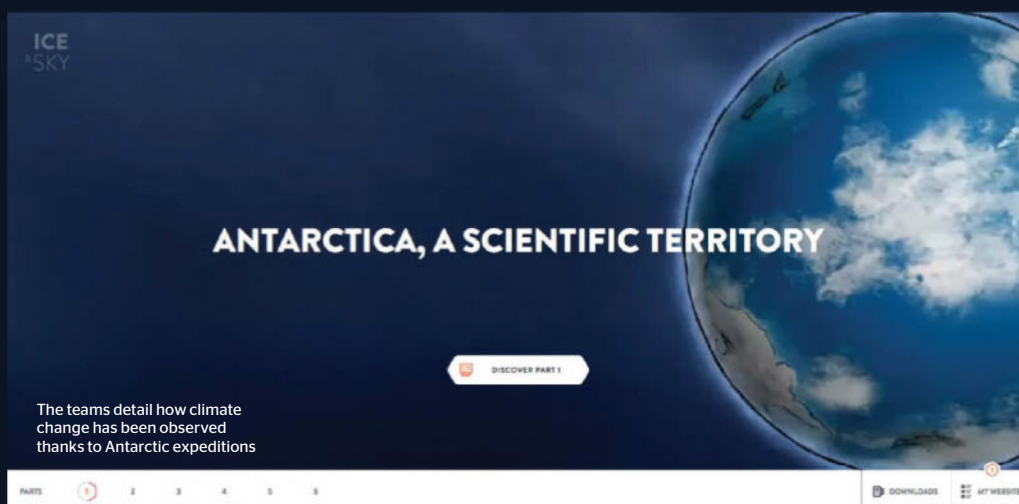 ICE
&SKY
ANTARCTICA, A SCIENTIFIC TERRITORY
DISCOVER PART 1
The teams detail how climate
change has been observed
thanks to Antarctic expeditions
PARTS 1 2 3 4 5 6
DOWNLOADS MY WEBSITE